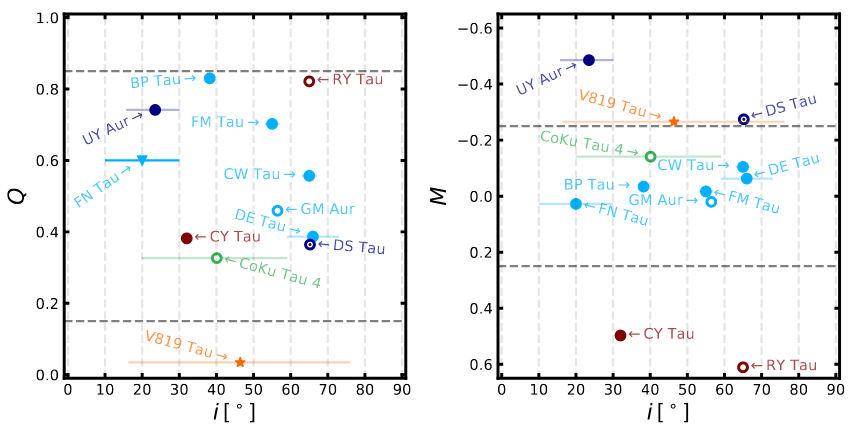 1.0
0.8
0.6
0.4
0.2
0.0
Q
BP Tau →
← RY Tau
UY Aur →
FM Tau →
FN Tau →
CW Tau →
← GM Aur
DE Tau →
← CY Tau
← DS Tau
← CoKu Tau 4
V819 Tau →
0 10 20 30 40 50 60 70 80 90
i [°]
−0.6
−0.4
−0.2
0.0
0.2
0.4
0.6
M
UY Aur →
V819 Tau →
← DS Tau
CoKu Tau 4 →
CW Tau →
← DE Tau
BP Tau →
← FM Tau
GM Aur →
← FN Tau
← CY Tau
← RY Tau
0 10 20 30 40 50 60 70 80 90
i [°]